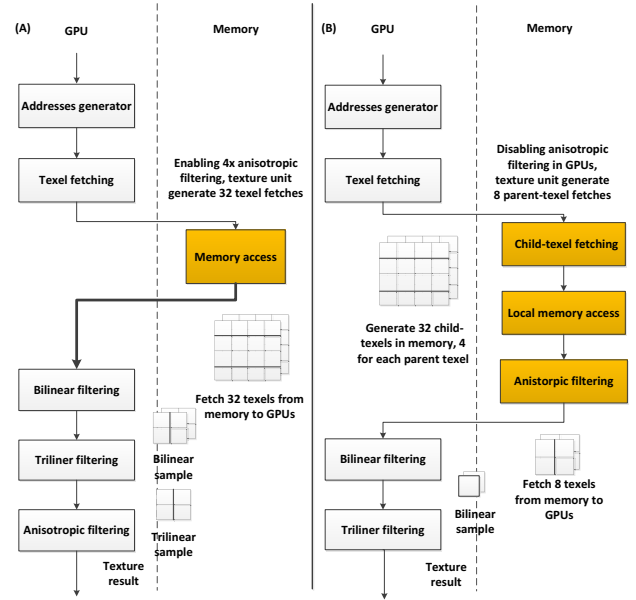 (A)
GPU
Memory
Addresses generator
Texel fetching
Enabling 4x anisotropic
filtering, texture unit
generate 32 texel fetches
Memory access
Fetch 32 texels from
memory to GPUs
Bilinear filtering
Bilinear
sample
Triliner filtering
Trilinear
sample
Anisotropic filtering
Texture
result
(B)
GPU
Memory
Addresses generator
Texel fetching
Disabling anisotropic
filtering in GPUs,
texture unit generate
8 parent-texel fetches
Child-texel fetching
Generate 32 child-
texels in memory, 4
for each parent texel
Local memory access
Anistorpic filtering
Bilinear filtering
Fetch 8 texels
from memory to
GPUs
Bilinear
sample
Triliner filtering
Texture
result